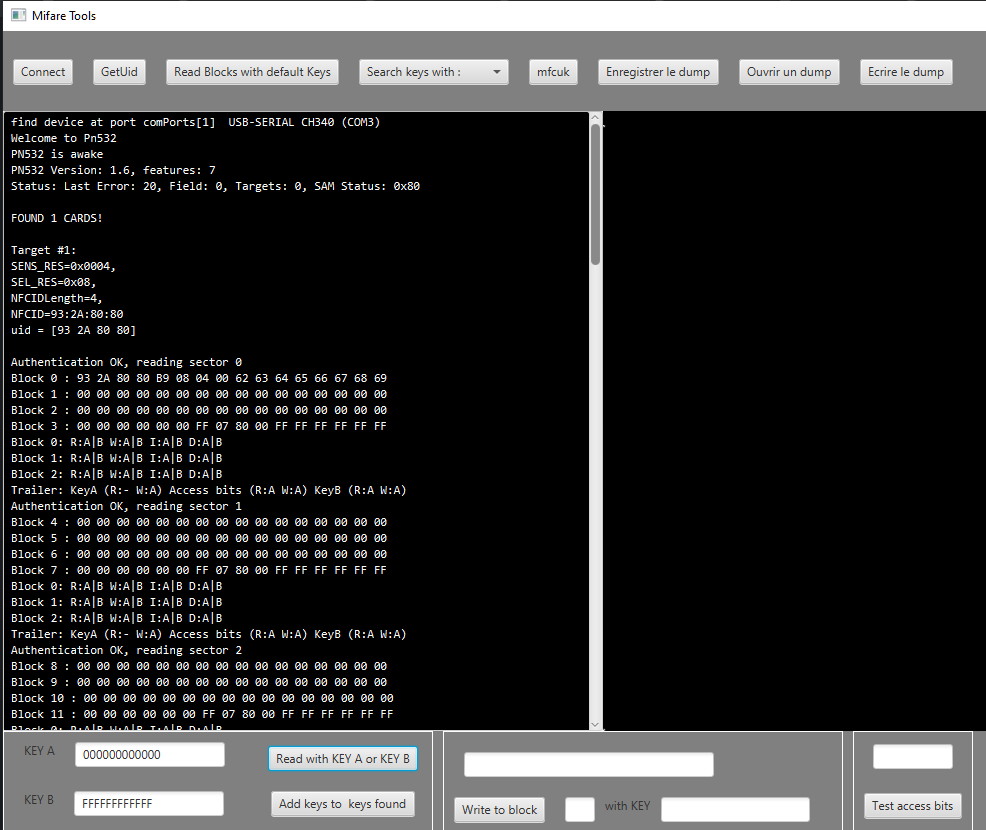 Mifare Tools
Connect GetUid Read Blocks with default Keys Search keys with : mfcuk Enregistrer le dump Ouvrir un dump Ecrire le dump
find device at port comPorts[1]  USB-SERIAL CH340 (COM3)
Welcome to Pn532
PN532 is awake
PN532 Version: 1.6, features: 7
Status: Last Error: 20, Field: 0, Targets: 0, SAM Status: 0x80
FOUND 1 CARDS!
Target #1:
SENS_RES=0x0004,
SEL_RES=0x08,
NFCIDLength=4,
NFCID=93:2A:80:80
uid = [93 2A 80 80]
Authentication OK, reading sector 0
Block 0 : 93 2A 80 80 B9 08 04 00 62 63 64 65 66 67 68 69
Block 1 : 00 00 00 00 00 00 00 00 00 00 00 00 00 00 00 00
Block 2 : 00 00 00 00 00 00 00 00 00 00 00 00 00 00 00 00
Block 3 : 00 00 00 00 00 00 FF 07 80 00 FF FF FF FF FF FF
Block 0: R:A|B W:A|B I:A|B D:A|B
Block 1: R:A|B W:A|B I:A|B D:A|B
Block 2: R:A|B W:A|B I:A|B D:A|B
Trailer: KeyA (R:- W:A) Access bits (R:A W:A) KeyB (R:A W:A)
Authentication OK, reading sector 1
Block 4 : 00 00 00 00 00 00 00 00 00 00 00 00 00 00 00 00
Block 5 : 00 00 00 00 00 00 00 00 00 00 00 00 00 00 00 00
Block 6 : 00 00 00 00 00 00 00 00 00 00 00 00 00 00 00 00
Block 7 : 00 00 00 00 00 00 FF 07 80 00 FF FF FF FF FF FF
Block 0: R:A|B W:A|B I:A|B D:A|B
Block 1: R:A|B W:A|B I:A|B D:A|B
Block 2: R:A|B W:A|B I:A|B D:A|B
Trailer: KeyA (R:- W:A) Access bits (R:A W:A) KeyB (R:A W:A)
Authentication OK, reading sector 2
Block 8 : 00 00 00 00 00 00 00 00 00 00 00 00 00 00 00 00
Block 9 : 00 00 00 00 00 00 00 00 00 00 00 00 00 00 00 00
Block 10 : 00 00 00 00 00 00 00 00 00 00 00 00 00 00 00 00
Block 11 : 00 00 00 00 00 00 FF 07 80 00 FF FF FF FF FF FF
Block 0: R:A|B W:A|B I:A|B D:A|B
KEY A 000000000000 Read with KEY A or KEY B
KEY B FFFFFFFFFFFF Add keys to  keys found
Write to block with KEY
Test access bits